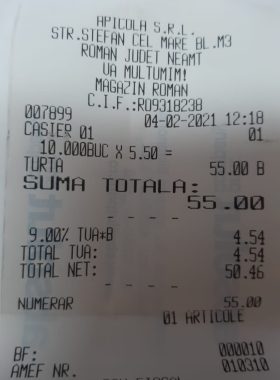 APICOLA S.R.L.
STR.STEFAN CEL MARE BL.M3
ROMAN JUDET NEAMT
VA MULTUMIM!
MAGAZIN ROMAN
C.I.F.:RO9318238
007899 04-02-2021 12:18
CASIER 01 01
10.000BUC X 5.50 =
TURTA 55.00 B
SUMA TOTALA:
55.00
- - - -
9.00% TVA*B 4.54
TOTAL TVA: 4.54
TOTAL NET: 50.46
- - - -
NUMERAR 55.00
01 ARTICOLE
BF: 000010
AMEF NR. 010310